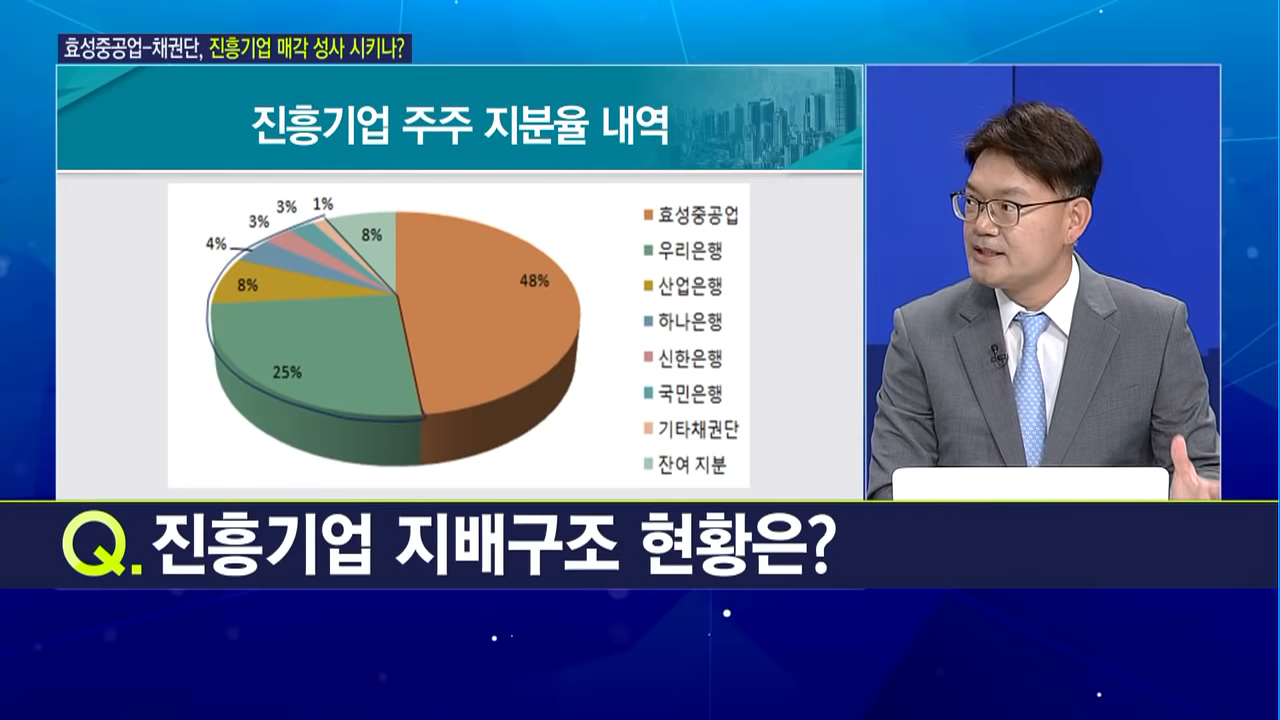 효성중공업-채권단, 진흥기업 매각 성사 시키나?
진흥기업 주주 지분율 내역
3%
1%
3%
4%
8%
8%
48%
25%
효성중공업
우리은행
산업은행
하나은행
신한은행
국민은행
기타채권단
잔여 지분
Q. 진흥기업 지배구조 현황은?